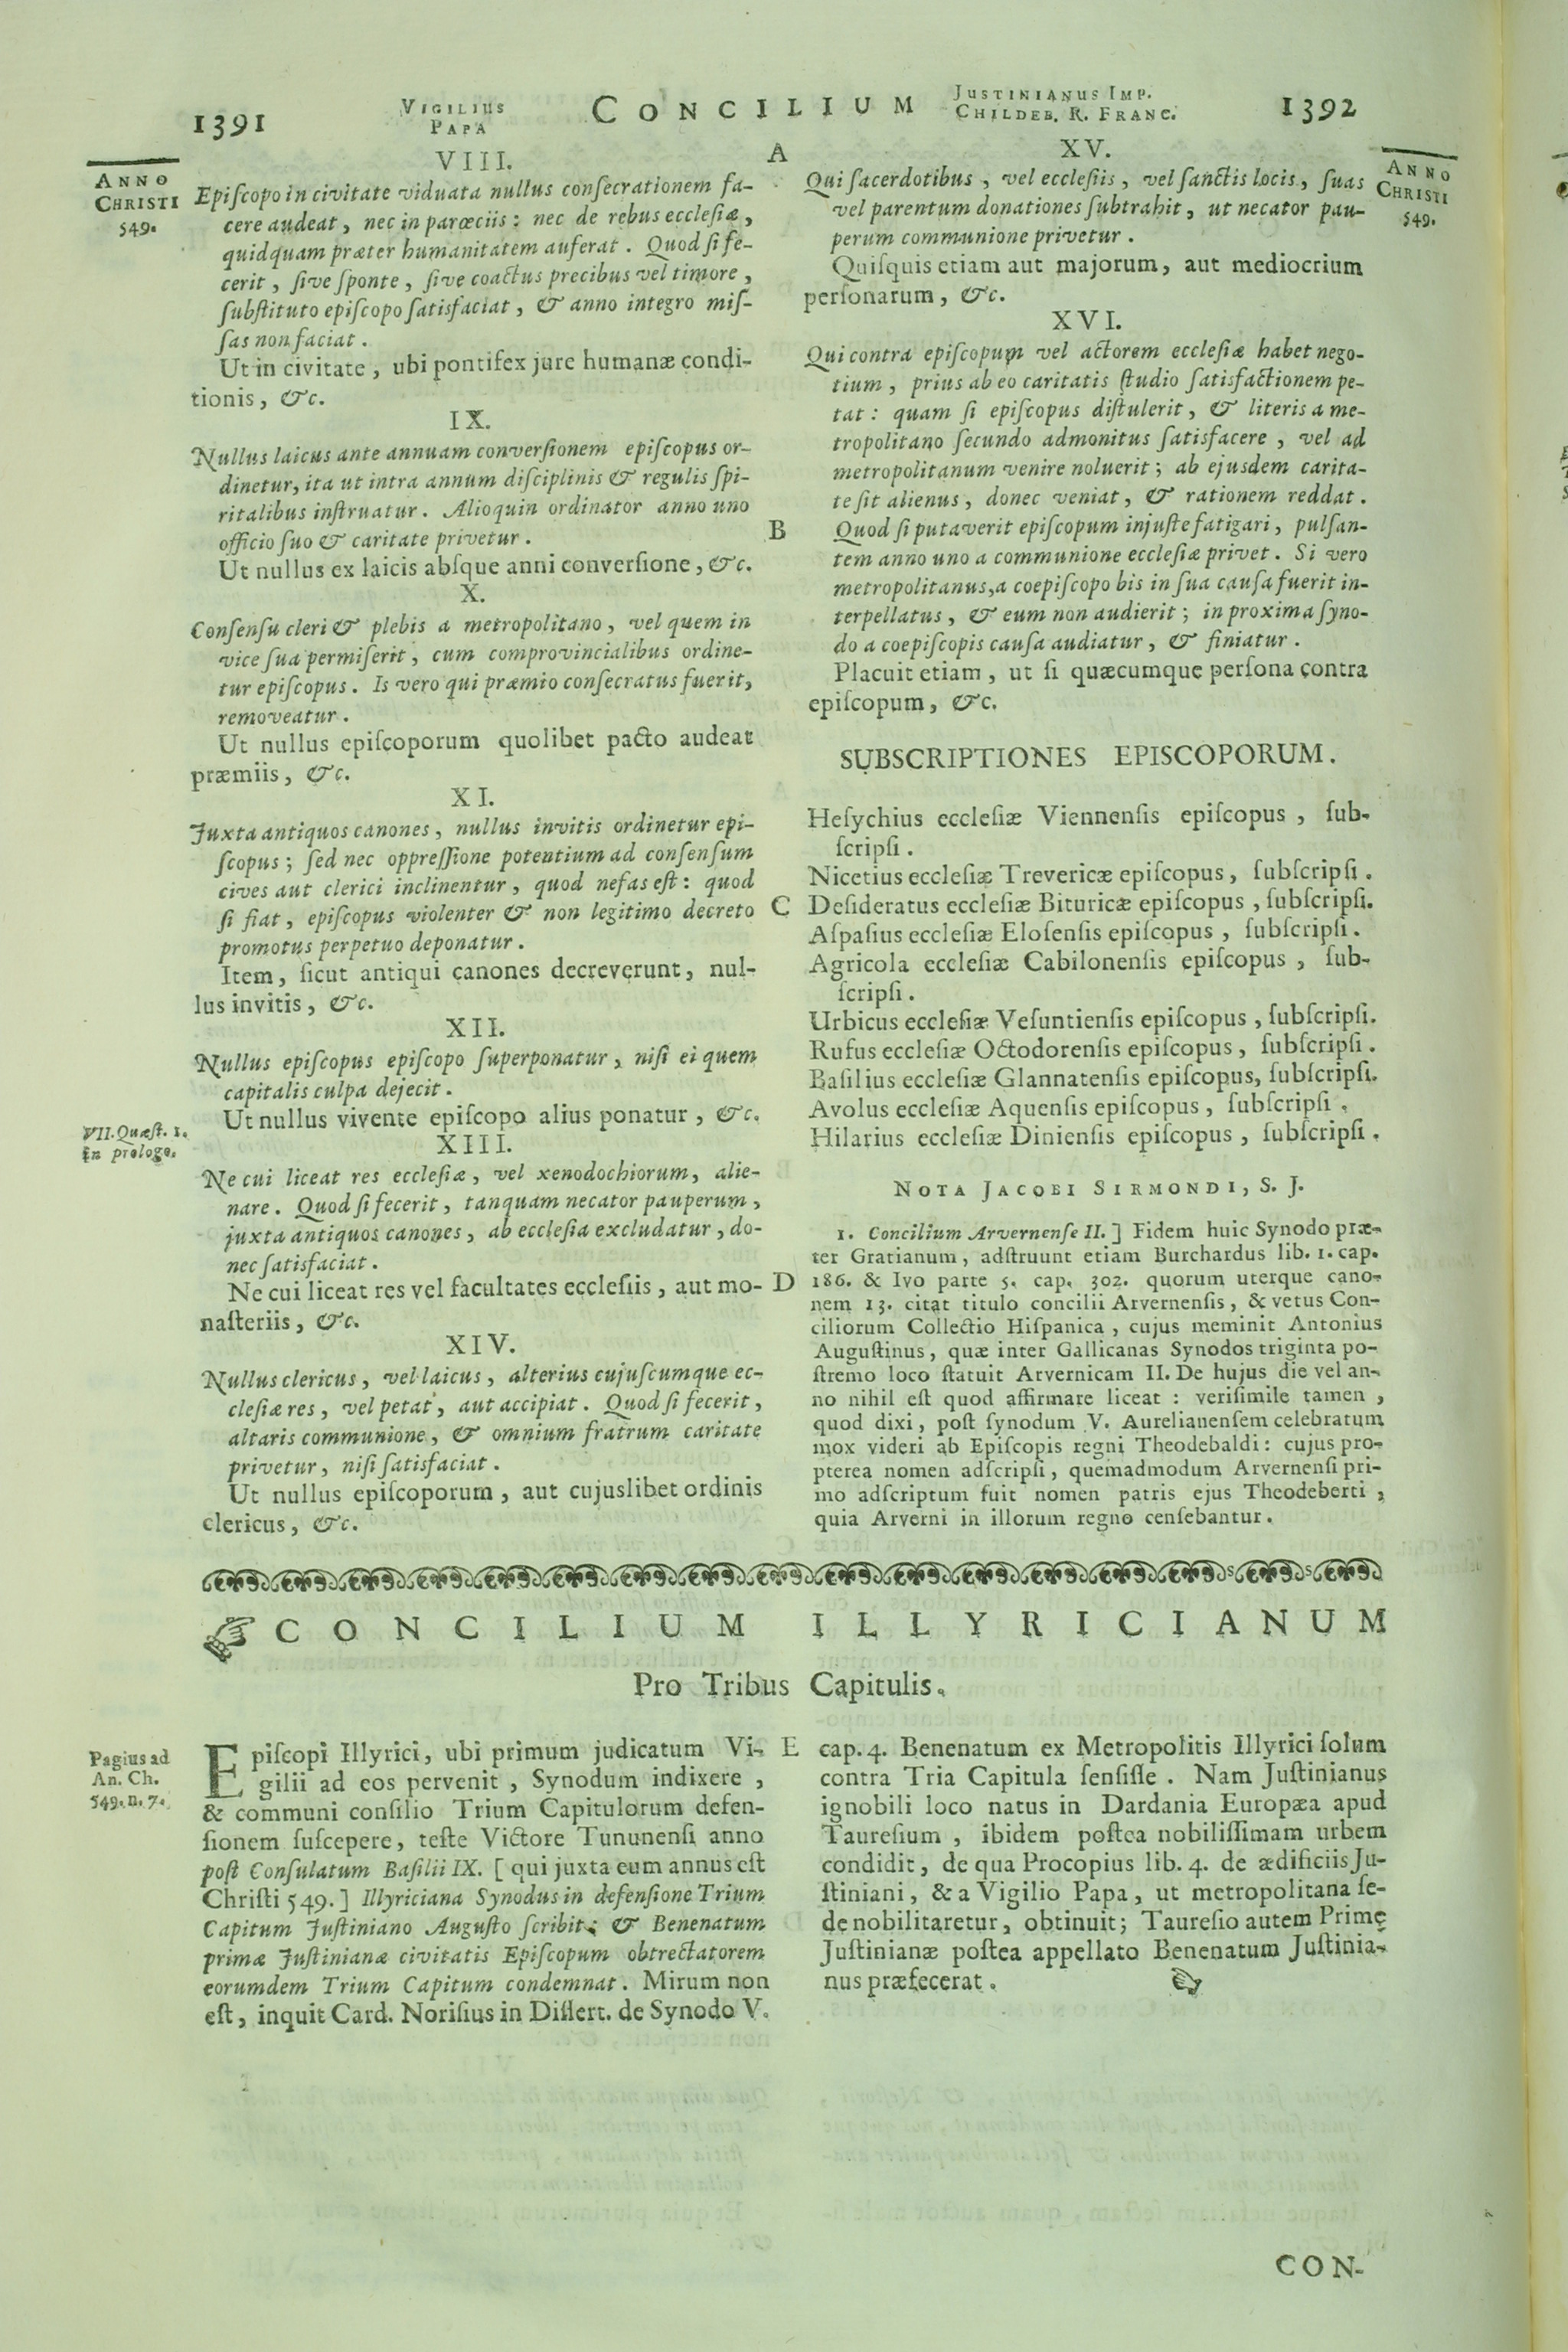 1391
VIGILIUS
PAPA
CONCILIUM
JUSTINIANUS IMP.
CHILDEB. R. FRANC.
1392
ANNO
CHRISTI
549.
VIII.
Epiſcopo in civitate viduata nullus conſecrationem fa-
cere audeat, nec in parœciis: nec de rebus eccleſiæ,
quidquam præter humanitatem auferat. Quod ſi fe-
cerit, ſive ſponte, ſive coactus precibus vel timore,
ſubſtituto epiſcopo ſatisfaciat, & anno integro miſ-
ſas non faciat.
Ut in civitate, ubi pontifex jure humanæ condi-
tionis, &c.
IX.
Nullus laicus ante annuam converſionem epiſcopus or-
dinetur, ita ut intra annum diſciplinis & regulis ſpi-
ritalibus inſtruatur. Alioquin ordinator anno uno
officio ſuo & caritate privetur.
Ut nullus ex laicis abſque anni converſione, &c.
X.
Conſenſu cleri & plebis a metropolitano, vel quem in
vice ſua permiſerit, cum comprovincialibus ordine-
tur epiſcopus. Is vero qui præmio conſecratus fuerit,
removeatur.
Ut nullus epiſcoporum quolibet pacto audeat
præmiis, &c.
XI.
Juxta antiquos canones, nullus invitis ordinetur epi-
ſcopus; ſed nec oppreſſione potentium ad conſenſum
cives aut clerici inclinentur, quod nefas eſt: quod
ſi fiat, epiſcopus violenter & non legitimo decreto
promotus perpetuo deponatur.
Item, ſicut antiqui canones decreverunt, nul-
lus invitis, &c.
XII.
Nullus epiſcopus epiſcopo ſuperponatur, niſi ei quem
capitalis culpa dejecit.
Ut nullus vivente epiſcopo alius ponatur, &c.
VII. Quæſt. 1.
in prologo.
XIII.
Ne cui liceat res eccleſiæ, vel xenodochiorum, alie-
nare. Quod ſi fecerit, tanquam necator pauperum,
juxta antiquos canones, ab eccleſia excludatur, do-
nec ſatisfaciat.
Ne cui liceat res vel facultates eccleſiis, aut mo-
naſteriis, &c.
XIV.
Nullus clericus, vel laicus, alterius cujuſcumque ec-
cleſiæ res, vel petat, aut accipiat. Quod ſi fecerit,
altaris communione, & omnium fratrum caritate
privetur, niſi ſatisfaciat.
Ut nullus epiſcoporum, aut cujuslibet ordinis
clericus, &c.
A
B
C
D
ANNO
CHRISTI
549.
XV.
Qui ſacerdotibus, vel eccleſiis, vel ſanctis locis, ſuas
vel parentum donationes ſubtrahit, ut necator pau-
perum communione privetur.
Quiſquis etiam aut majorum, aut mediocrium
perſonarum, &c.
XVI.
Qui contra epiſcopum vel actorem eccleſiæ habet nego-
tium, prius ab eo caritatis ſtudio ſatisfactionem pe-
tat: quam ſi epiſcopus diſtulerit, & literis a me-
tropolitano ſecundo admonitus ſatisfacere, vel ad
metropolitanum venire noluerit; ab ejusdem carita-
te ſit alienus, donec veniat, & rationem reddat.
Quod ſi putaverit epiſcopum injuſte fatigari, pulſan-
tem anno uno a communione eccleſiæ privet. Si vero
metropolitanus, a coepiſcopo bis in ſua cauſa fuerit in-
terpellatus, & eum non audierit; in proxima ſyno-
do a coepiſcopis cauſa audiatur, & finiatur.
Placuit etiam, ut ſi quæcumque perſona contra
epiſcopum, &c.
SUBSCRIPTIONES EPISCOPORUM.
Heſychius eccleſiæ Viennenſis epiſcopus, ſub-
ſcripſi.
Nicetius eccleſiæ Trevericæ epiſcopus, ſubſcripſi.
Deſideratus eccleſiæ Bituricæ epiſcopus, ſubſcripſi.
Aſpaſius eccleſiæ Eloſenſis epiſcopus, ſubſcripſi.
Agricola eccleſiæ Cabilonenſis epiſcopus, ſub-
ſcripſi.
Urbicus eccleſiæ Veſuntienſis epiſcopus, ſubſcripſi.
Rufus eccleſiæ Octodorenſis epiſcopus, ſubſcripſi.
Baſilius eccleſiæ Glannatenſis epiſcopus, ſubſcripſi.
Avolus eccleſiæ Aquenſis epiſcopus, ſubſcripſi.
Hilarius eccleſiæ Dinienſis epiſcopus, ſubſcripſi.
NOTA JACOBI SIRMONDI, S. J.
1. Concilium Arvernenſe II.] Fidem huic Synodo præ-
ter Gratianum, adſtruunt etiam Burchardus lib. 1. cap.
186. & Ivo parte 5. cap. 302. quorum uterque cano-
nem 13. citat titulo concilii Arvernenſis, & vetus Con-
ciliorum Collectio Hiſpanica, cujus meminit Antonius
Auguſtinus, quæ inter Gallicanas Synodos triginta po-
ſtremo loco ſtatuit Arvernicam II. De hujus die vel an-
no nihil eſt quod affirmare liceat: veriſimile tamen,
quod dixi, poſt ſynodum V. Aurelianenſem celebratum
mox videri ab Epiſcopis regni Theodebaldi: cujus pro-
pterea nomen adſcripſi, quemadmodum Arvernenſi pri-
mo adſcriptum fuit nomen patris ejus Theodeberti,
quia Arverni in illorum regno cenſebantur.
CONCILIUM ILLYRICIANUM
Pro Tribus Capitulis.
Pagius ad
An. Ch.
549. n. 7.
Epiſcopi Illyrici, ubi primum judicatum Vi-
gilii ad eos pervenit, Synodum indixere,
& communi conſilio Trium Capitulorum defen-
ſionem ſuſcepere, teſte Victore Tununenſi anno
poſt Conſulatum Baſilii IX. [qui juxta eum annus eſt
Chriſti 549.] Illyriciana Synodus in defenſione Trium
Capitum Juſtiniano Auguſto ſcribit; & Benenatum
primæ Juſtinianæ civitatis Epiſcopum obtrectatorem
eorumdem Trium Capitum condemnat. Mirum non
eſt, inquit Card. Noriſius in Diſſert. de Synodo V.
E
cap. 4. Benenatum ex Metropolitis Illyrici ſolum
contra Tria Capitula ſenſiſſe. Nam Juſtinianus
ignobili loco natus in Dardania Europæa apud
Taureſium, ibidem poſtea nobiliſſimam urbem
condidit, de qua Procopius lib. 4. de ædificiis Ju-
ſtiniani, & a Vigilio Papa, ut metropolitana ſe-
de nobilitaretur, obtinuit; Taureſio autem Primę
Juſtinianæ poſtea appellato Benenatum Juſtinia-
nus præfecerat.
CON-